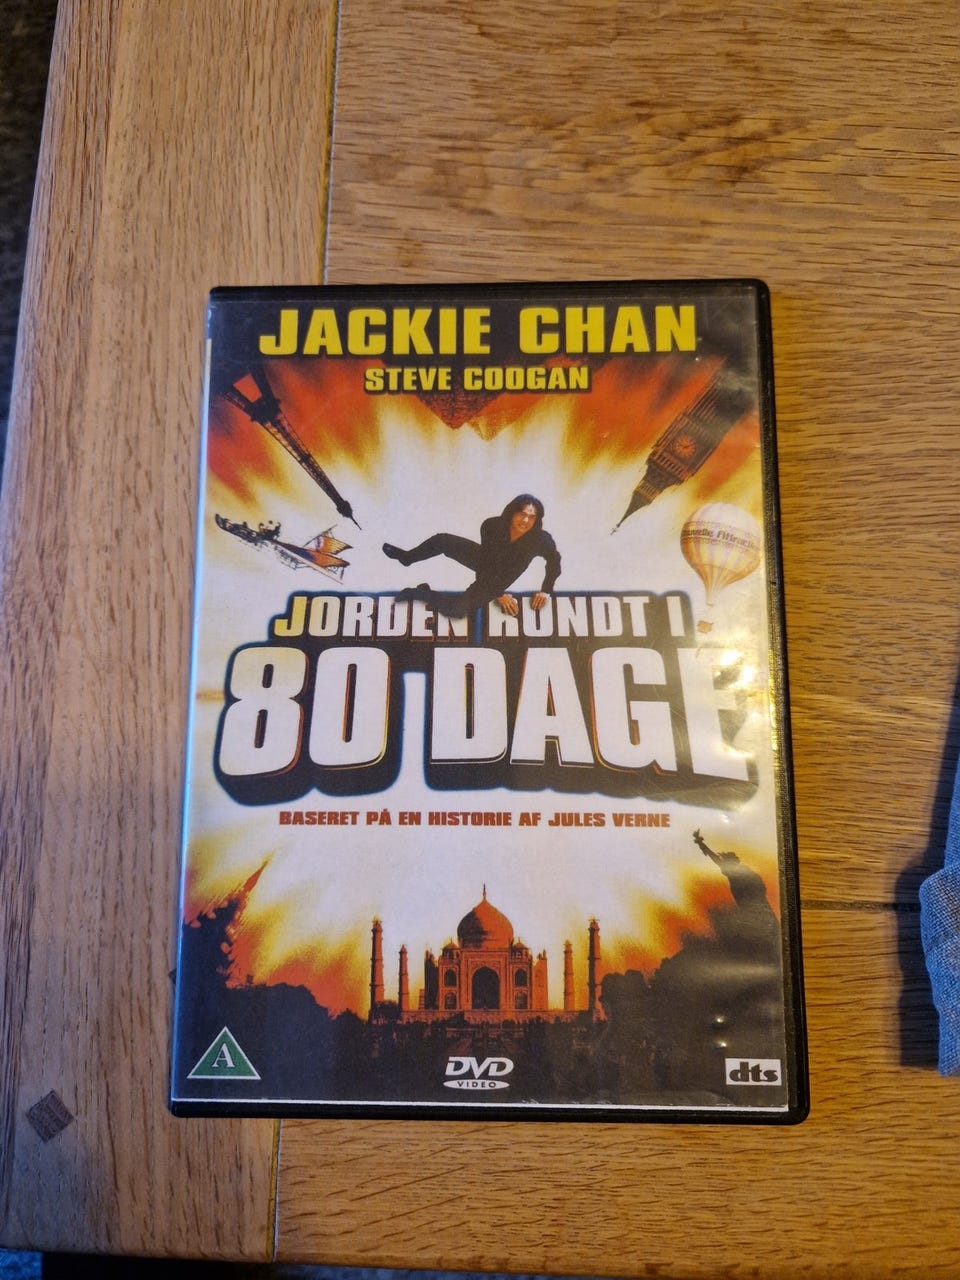 JACKIE CHAN
STEVE COOGAN
JORDEN RUNDT I
80 DAGE
BASERET PÅ EN HISTORIE AF JULES VERNE
A
DVD
VIDEO
dts